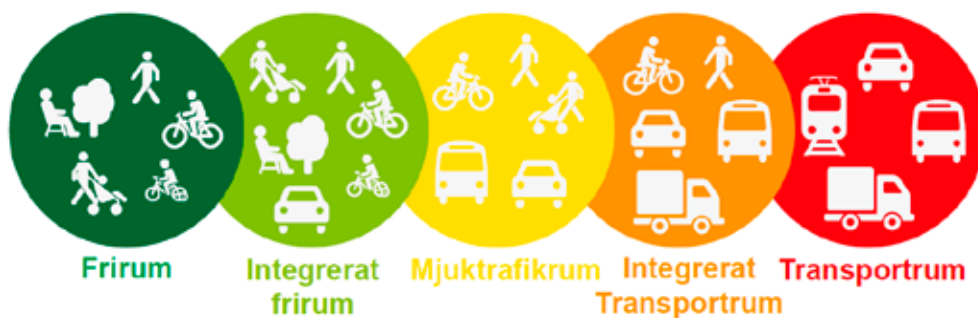 Frirum
Integrerat
frirum
Mjuktrafikrum
Integrerat
Transportrum
Transportrum